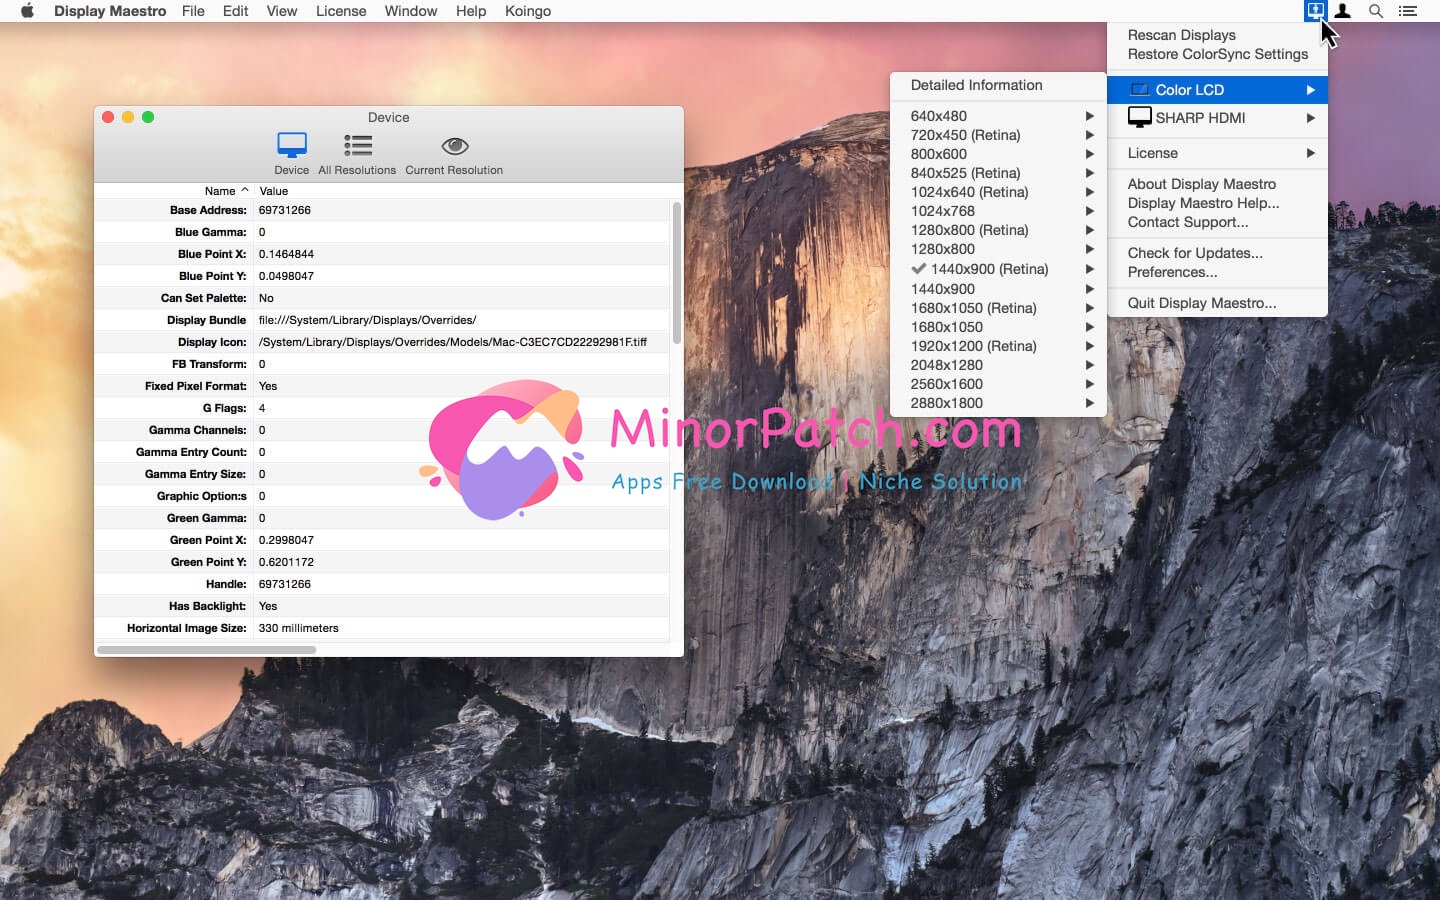 Display Maestro File Edit View License Window Help Koingo
Rescan Displays
Restore ColorSync Settings
Color LCD
SHARP HDMI
License
About Display Maestro
Display Maestro Help...
Contact Support...
Check for Updates...
Preferences...
Quit Display Maestro...
Detailed Information
640x480
720x450 (Retina)
800x600
840x525 (Retina)
1024x640 (Retina)
1024x768
1280x800 (Retina)
1280x800
1440x900 (Retina)
1440x900
1680x1050 (Retina)
1680x1050
1920x1200 (Retina)
2048x1280
2560x1600
2880x1800
Device
Device All Resolutions Current Resolution
Name Value
Base Address: 69731266
Blue Gamma: 0
Blue Point X: 0.1464844
Blue Point Y: 0.0498047
Can Set Palette: No
Display Bundle file:///System/Library/Displays/Overrides/
Display Icon: /System/Library/Displays/Overrides/Models/Mac-C3EC7CD22292981F.tiff
FB Transform: 0
Fixed Pixel Format: Yes
G Flags: 4
Gamma Channels: 0
Gamma Entry Count: 0
Gamma Entry Size: 0
Graphic Option:s 0
Green Gamma: 0
Green Point X: 0.2998047
Green Point Y: 0.6201172
Handle: 69731266
Has Backlight: Yes
Horizontal Image Size: 330 millimeters
MinorPatch.com
Apps Free Download | Niche Solution